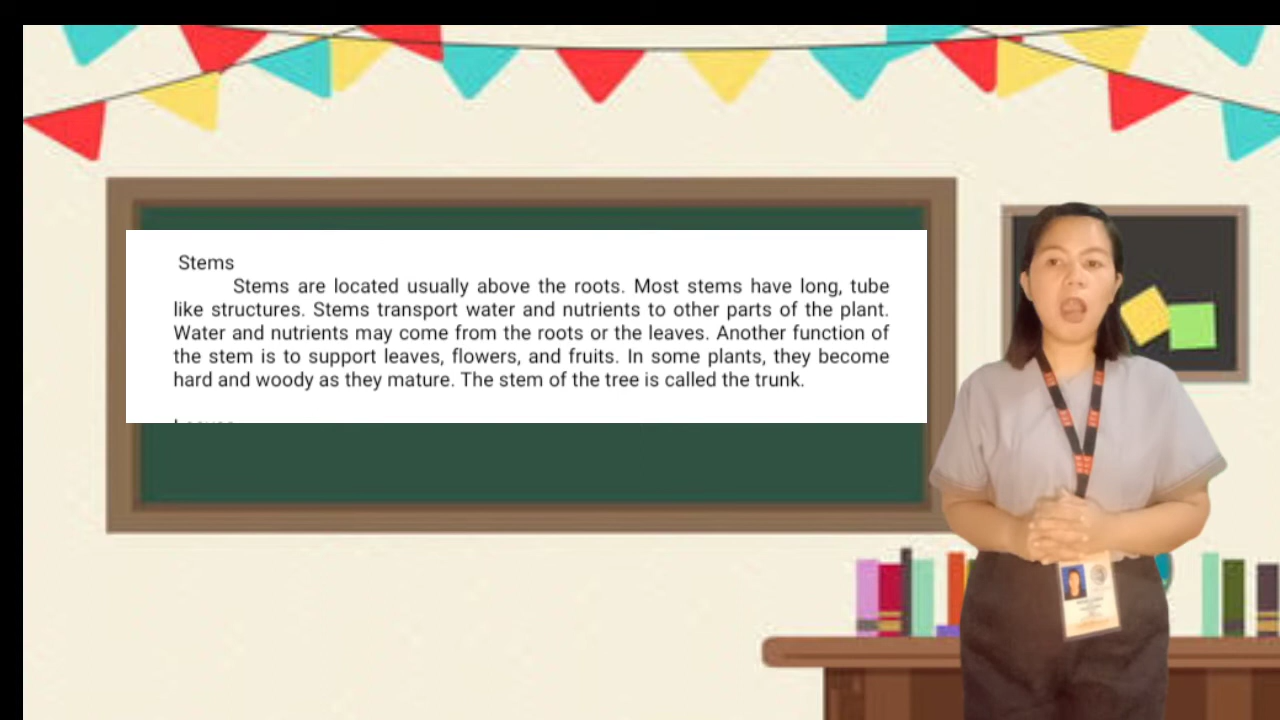 Stems
Stems are located usually above the roots. Most stems have long, tube
like structures. Stems transport water and nutrients to other parts of the plant.
Water and nutrients may come from the roots or the leaves. Another function of
the stem is to support leaves, flowers, and fruits. In some plants, they become
hard and woody as they mature. The stem of the tree is called the trunk.